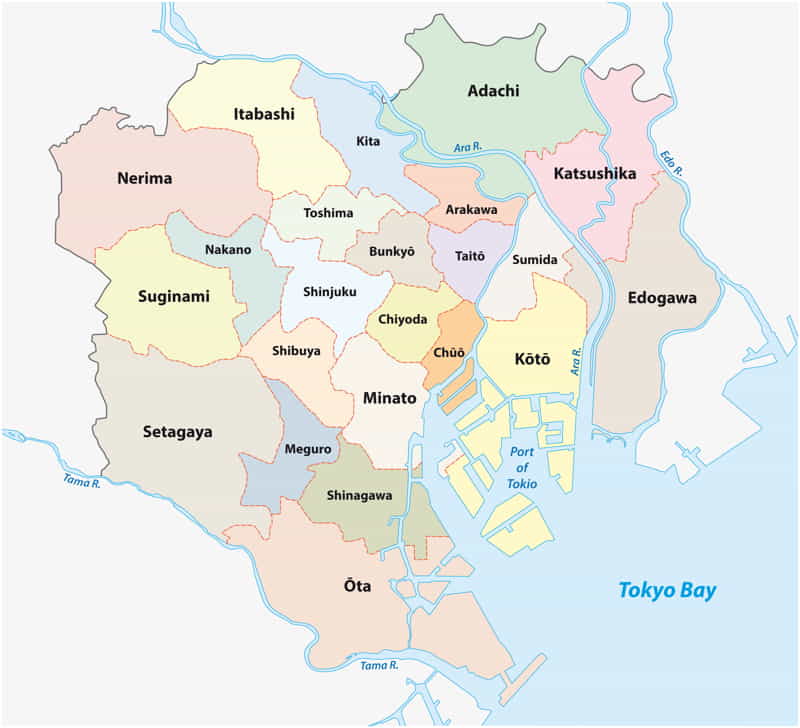 Adachi
Itabashi
Kita
Ara R.
Edo R.
Nerima
Katsushika
Toshima
Arakawa
Nakano
Bunkyō
Taitō
Sumida
Suginami
Shinjuku
Edogawa
Chiyoda
Shibuya
Chūō
Kōtō
Ara R.
Minato
Setagaya
Meguro
Port
of
Tokio
Tama R.
Shinagawa
Ōta
Tokyo Bay
Tama R.